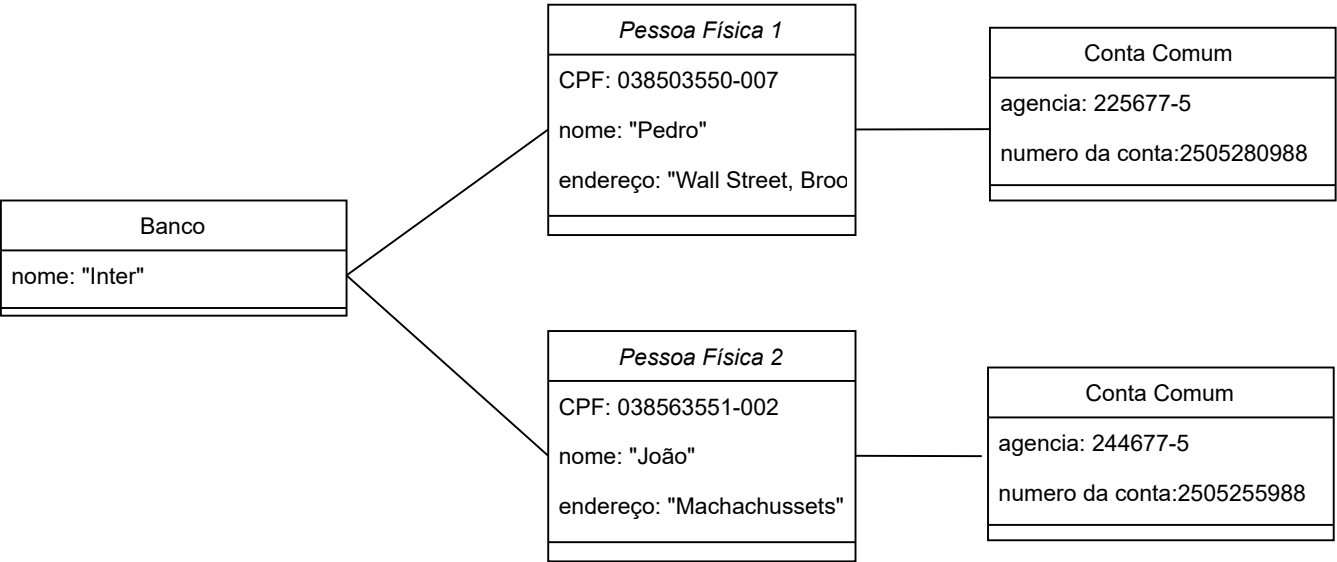 Banco
nome: "Inter"
Pessoa Física 1
CPF: 038503550-007
nome: "Pedro"
endereço: "Wall Street, Broo
Conta Comum
agencia: 225677-5
numero da conta:2505280988
Pessoa Física 2
CPF: 038563551-002
nome: "João"
endereço: "Machachussets"
Conta Comum
agencia: 244677-5
numero da conta:2505255988